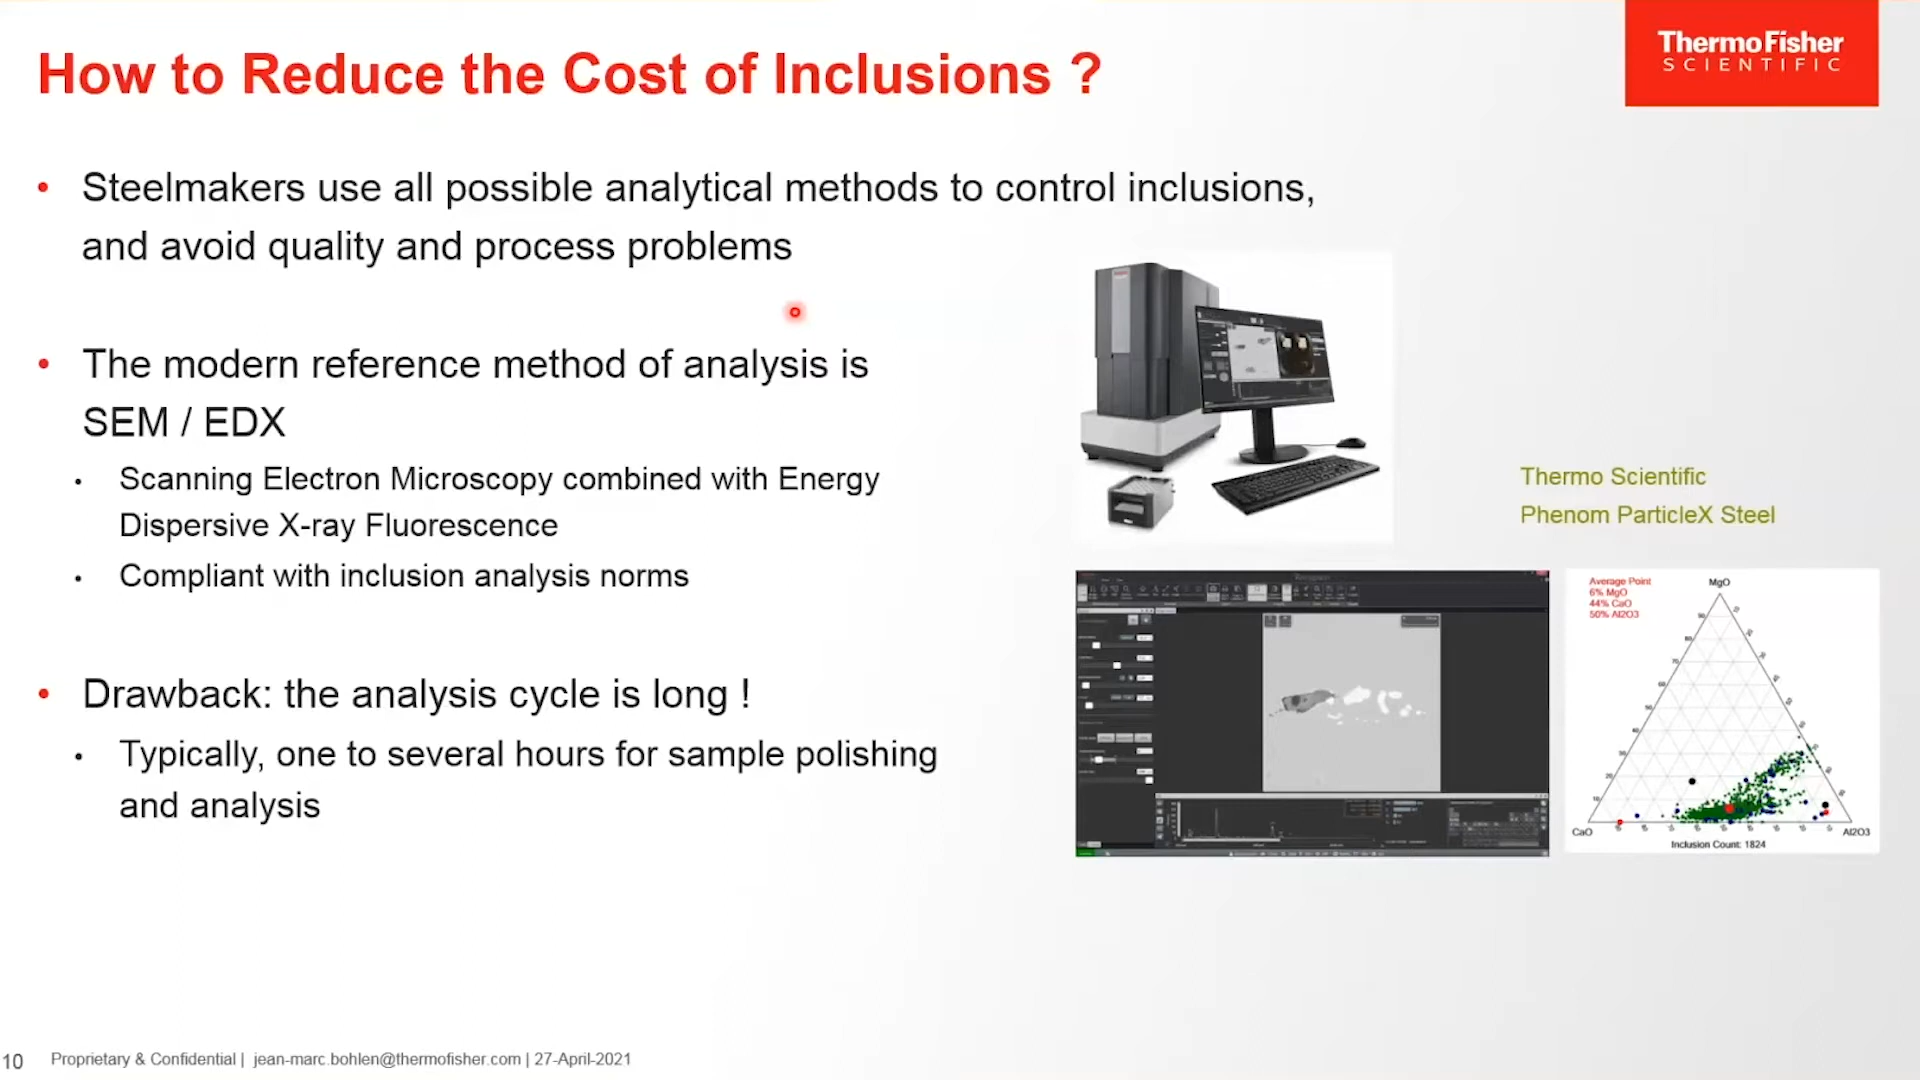 How to Reduce the Cost of Inclusions ?
ThermoFisher
SCIENTIFIC
• Steelmakers use all possible analytical methods to control inclusions,
and avoid quality and process problems
• The modern reference method of analysis is
SEM / EDX
• Scanning Electron Microscopy combined with Energy
Dispersive X-ray Fluorescence
• Compliant with inclusion analysis norms
• Drawback: the analysis cycle is long !
• Typically, one to several hours for sample polishing
and analysis
Thermo Scientific
Phenom ParticleX Steel
Average Point
6% MgO
44% CaO
50% Al2O3
MgO
CaO
Al2O3
Inclusion Count: 1824
10 Proprietary & Confidential | jean-marc.bohlen@thermofisher.com | 27-April-2021